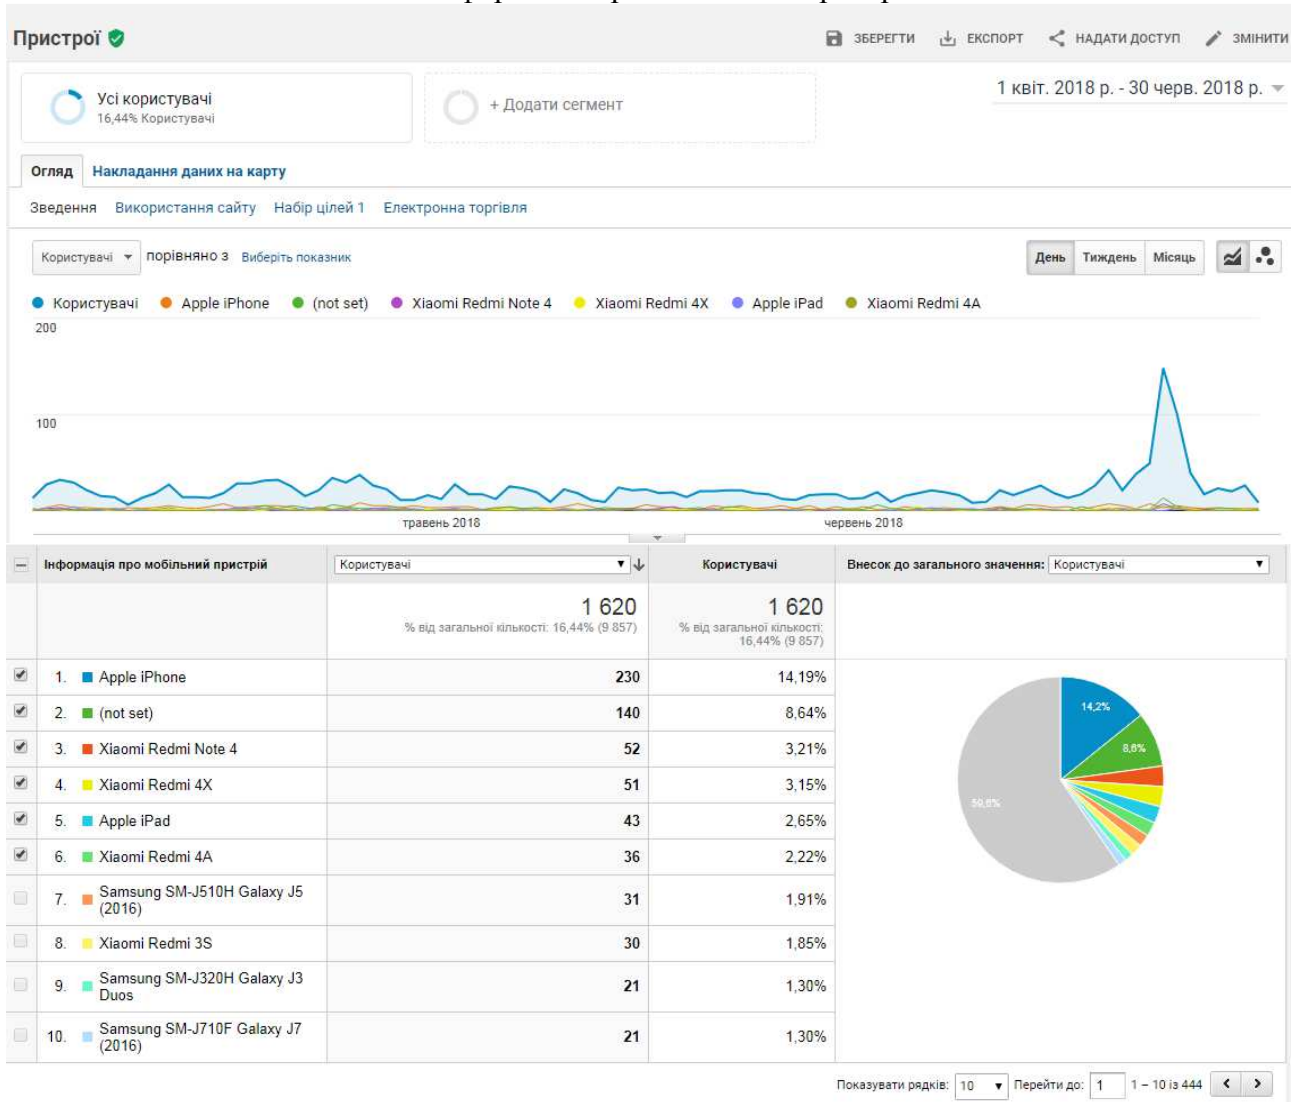 Пристрої
ЗБЕРЕГТИ ЕКСПОРТ НАДАТИ ДОСТУП ЗМІНИТИ
Усі користувачі
16,44% Користувачі
+ Додати сегмент
1 квіт. 2018 р. - 30 черв. 2018 р.
Огляд Накладання даних на карту
Зведення Використання сайту Набір цілей 1 Електронна торгівля
Користувачі порівняно з Виберіть показник
День Тиждень Місяць
Користувачі Apple iPhone (not set) Xiaomi Redmi Note 4 Xiaomi Redmi 4X Apple iPad Xiaomi Redmi 4A
200
100
травень 2018 червень 2018
Інформація про мобільний пристрій Користувачі Користувачі Внесок до загального значення: Користувачі
1 620 1 620
% від загальної кількості: 16,44% (9 857) % від загальної кількості:
16,44% (9 857)
1. Apple iPhone 230 14,19%
2. (not set) 140 8,64%
3. Xiaomi Redmi Note 4 52 3,21%
4. Xiaomi Redmi 4X 51 3,15%
5. Apple iPad 43 2,65%
6. Xiaomi Redmi 4A 36 2,22%
7. Samsung SM-J510H Galaxy J5
(2016) 31 1,91%
8. Xiaomi Redmi 3S 30 1,85%
9. Samsung SM-J320H Galaxy J3
Duos 21 1,30%
10. Samsung SM-J710F Galaxy J7
(2016) 21 1,30%
14,2%
8,6%
59,6%
Показувати рядків: 10 Перейти до: 1 1 – 10 із 444